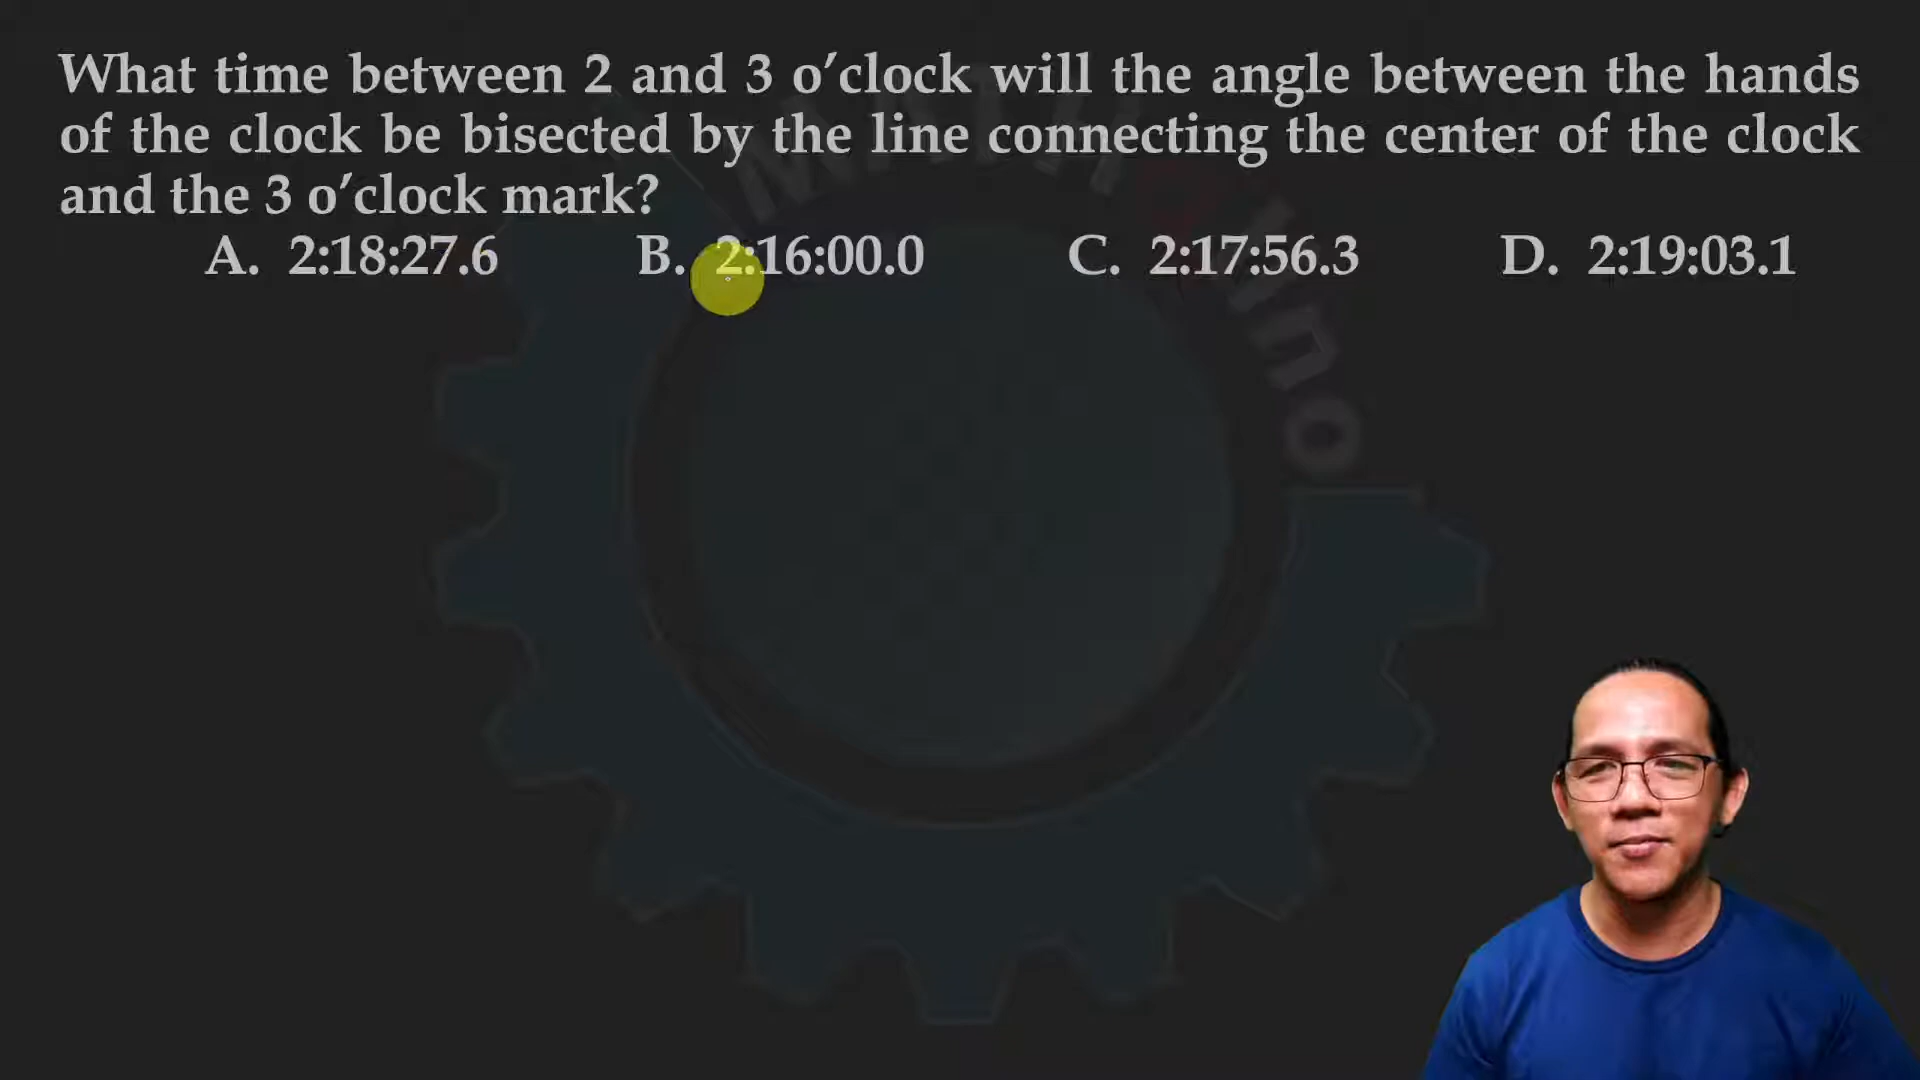 What time between 2 and 3 o’clock will the angle between the hands
of the clock be bisected by the line connecting the center of the clock
and the 3 o’clock mark?
A. 2:18:27.6 B. 2:16:00.0 C. 2:17:56.3 D. 2:19:03.1